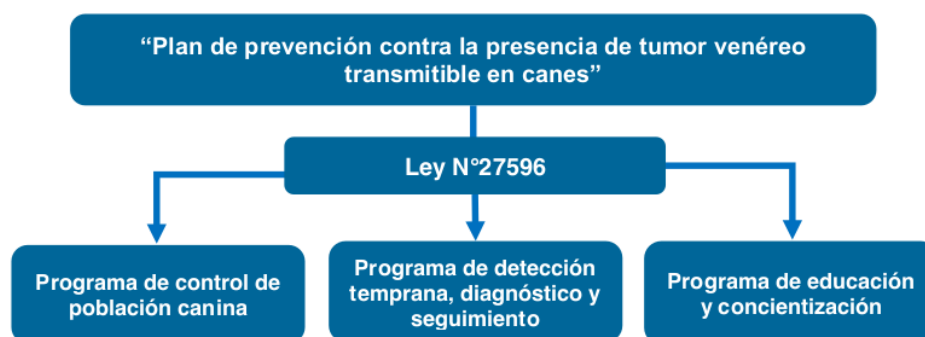 “Plan de prevención contra la presencia de tumor venéreo
transmitible en canes”
Ley N°27596
Programa de control de
población canina
Programa de detección
temprana, diagnóstico y
seguimiento
Programa de educación
y concientización